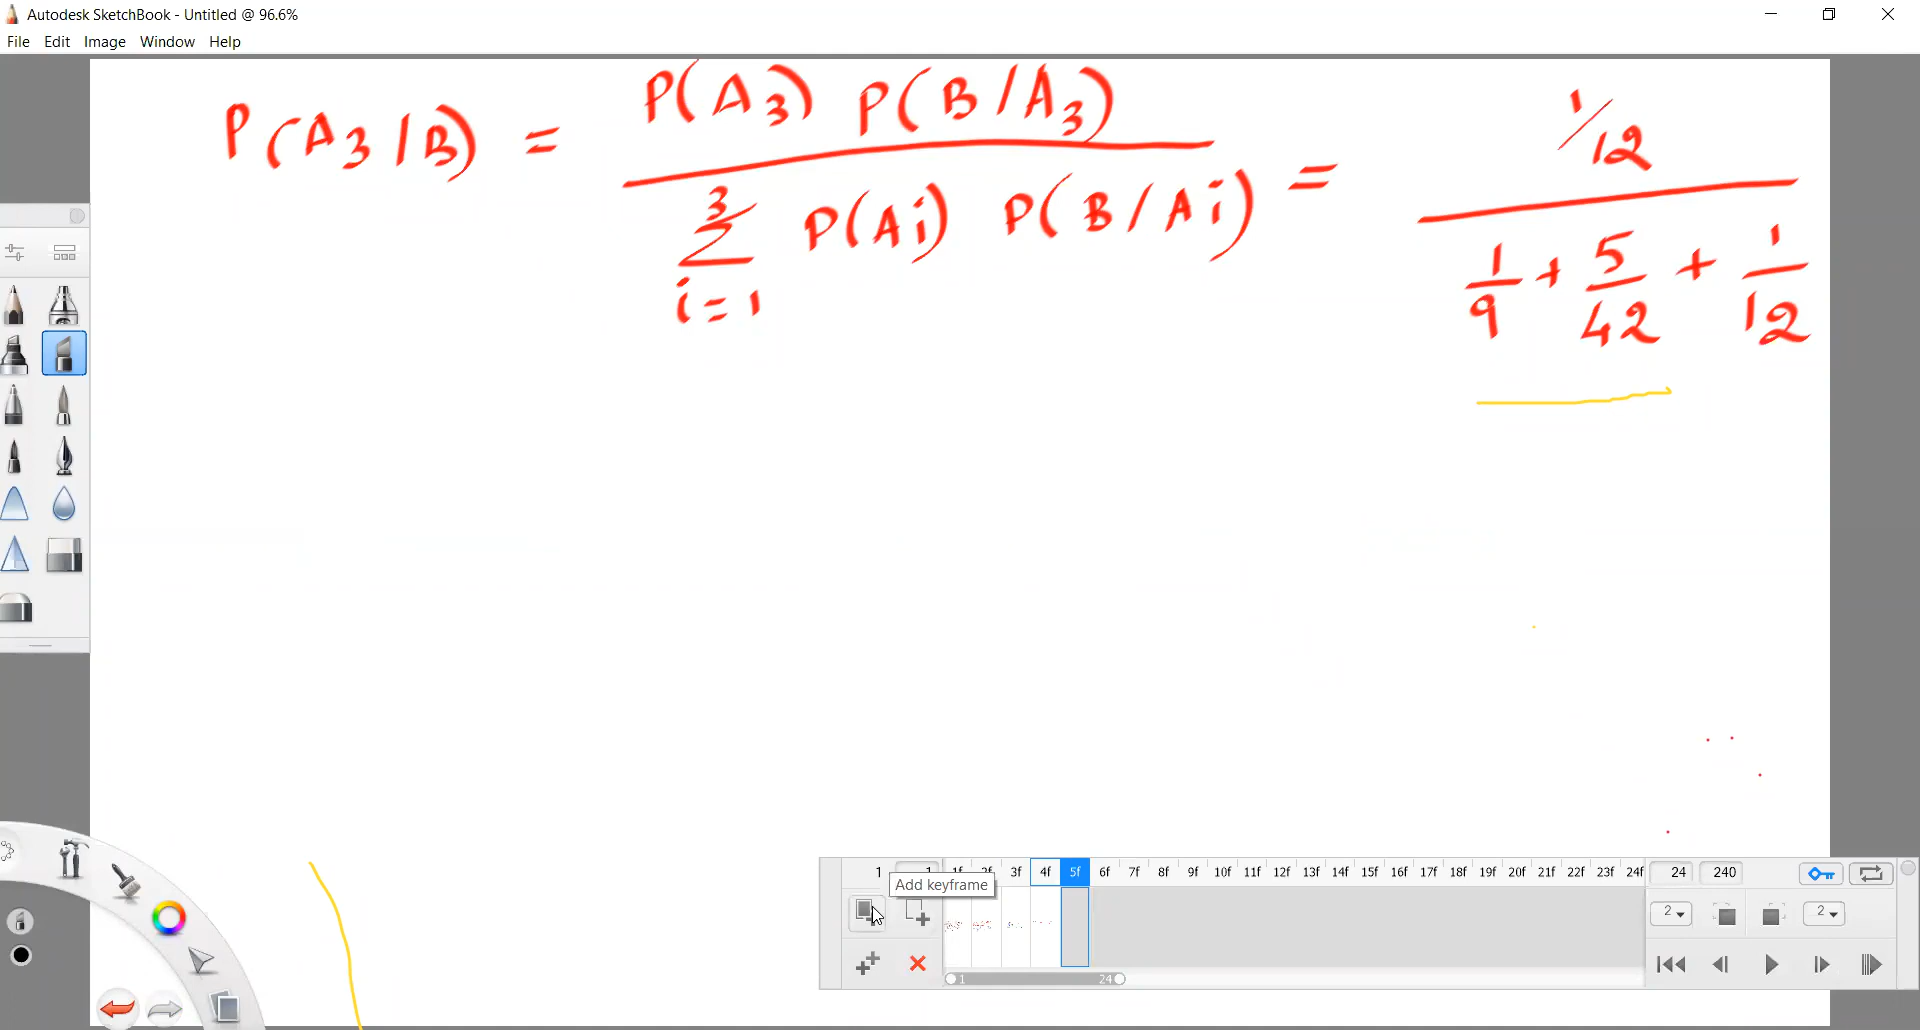 Autodesk SketchBook - Untitled @ 96.6%
File Edit Image Window Help
P(A3/B) = P(A3) P(B/A3) = 1/12
3
Σ P(Ai) P(B/Ai)
i=1
1/9 + 5/42 + 1/12
1 1f 2f 3f 4f 5f 6f 7f 8f 9f 10f 11f 12f 13f 14f 15f 16f 17f 18f 19f 20f 21f 22f 23f 24f 24 240
Add keyframe
2 2
1 24